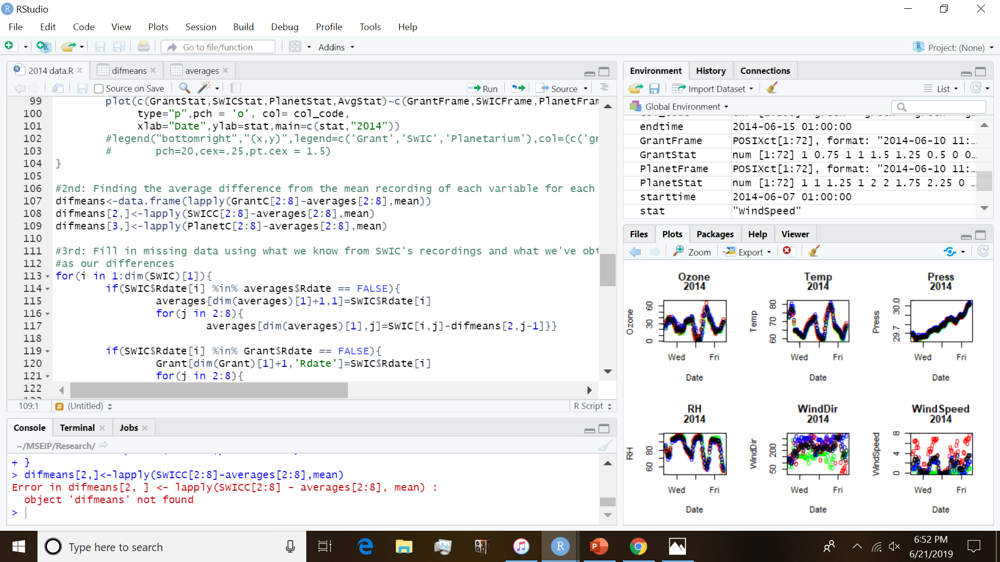 RStudio
File Edit Code View Plots Session Build Debug Profile Tools Help
Go to file/function Addins Project: (None)
2014 data.R difmeans averages
Source on Save Run Source
99 plot(c(GrantStat,SWICStat,PlanetStat,AvgStat)~c(GrantFrame,SWICFrame,PlanetFram
100 type="p",pch = 'o', col= col_code,
101 xlab="Date",ylab=stat,main=c(stat,"2014"))
102 #legend("bottomright","(x,y)",legend=c('Grant','SWIC','Planetarium'),col=(c('gr
103 # pch=20,cex=.25,pt.cex = 1.5)
104 }
105
106 #2nd: Finding the average difference from the mean recording of each variable for each
107 difmeans<-data.frame(lapply(GrantC[2:8]-averages[2:8],mean))
108 difmeans[2,]<-lapply(SWICC[2:8]-averages[2:8],mean)
109 difmeans[3,]<-lapply(PlanetC[2:8]-averages[2:8],mean)
110
111 #3rd: Fill in missing data using what we know from SWIC's recordings and what we've obt
112 #as our differences
113 for(i in 1:dim(SWIC)[1]){
114 if(SWIC$Rdate[i] %in% averages$Rdate == FALSE){
115 averages[dim(averages)[1]+1,1]=SWIC$Rdate[i]
116 for(j in 2:8){
117 averages[dim(averages)[1],j]=SWIC[i,j]-difmeans[2,j-1]}}
118
119 if(SWIC$Rdate[i] %in% Grant$Rdate == FALSE){
120 Grant[dim(Grant)[1]+1,'Rdate']=SWIC$Rdate[i]
121 for(j in 2:8){
122
109:1 # (Untitled) R Script
Console Terminal Jobs
~/MSEIP/Research/
+ }
> difmeans[2,]<-lapply(SWICC[2:8]-averages[2:8],mean)
Error in difmeans[2, ] <- lapply(SWICC[2:8] - averages[2:8], mean) :
object 'difmeans' not found
>
Environment History Connections
Import Dataset List
Global Environment
endtime 2014-06-15 01:00:00
GrantFrame POSIXct[1:72], format: "2014-06-10 11:…
GrantStat num [1:72] 1 0.75 1 1 1.5 1.25 0.5 0 0…
PlanetFrame POSIXct[1:72], format: "2014-06-10 11:…
PlanetStat num [1:72] 1 1 1.25 1 2 2 1.75 2.25 0 …
starttime 2014-06-07 01:00:00
stat "WindSpeed"
Files Plots Packages Help Viewer
Zoom Export
Ozone
2014
Ozone
0 30 60
Wed Fri
Date
Temp
2014
Temp
60 70 80
Wed Fri
Date
Press
2014
Press
29.7 30.0
Wed Fri
Date
RH
2014
RH
60 80
Wed Fri
Date
WindDir
2014
WindDir
50 200
Wed Fri
Date
WindSpeed
2014
WindSpeed
0 4 8
Wed Fri
Date
Type here to search
6:52 PM
6/21/2019